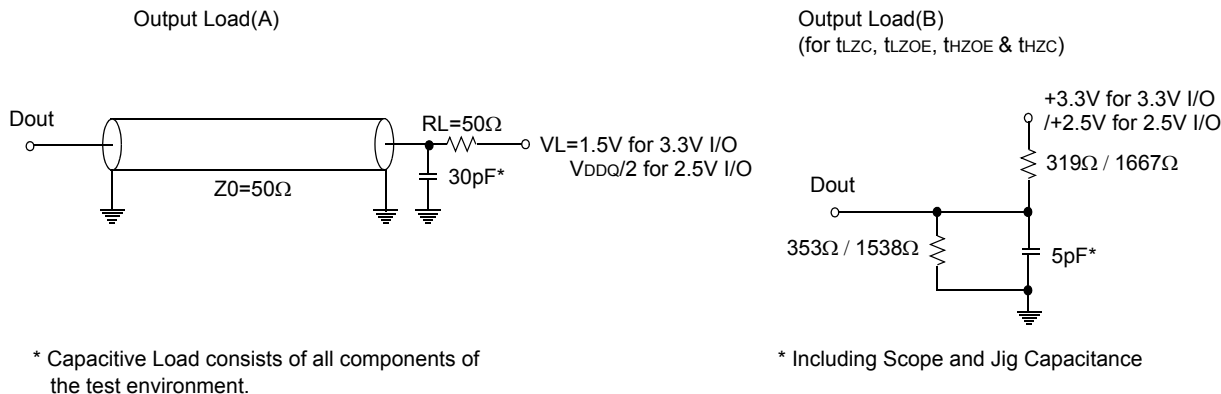 Output Load(A)
Dout
Z0=50Ω
RL=50Ω
30pF*
VL=1.5V for 3.3V I/O
VDDQ/2 for 2.5V I/O
* Capacitive Load consists of all components of
the test environment.
Output Load(B)
(for tLZC, tLZOE, tHZOE & tHZC)
+3.3V for 3.3V I/O
/+2.5V for 2.5V I/O
319Ω / 1667Ω
Dout
353Ω / 1538Ω
5pF*
* Including Scope and Jig Capacitance